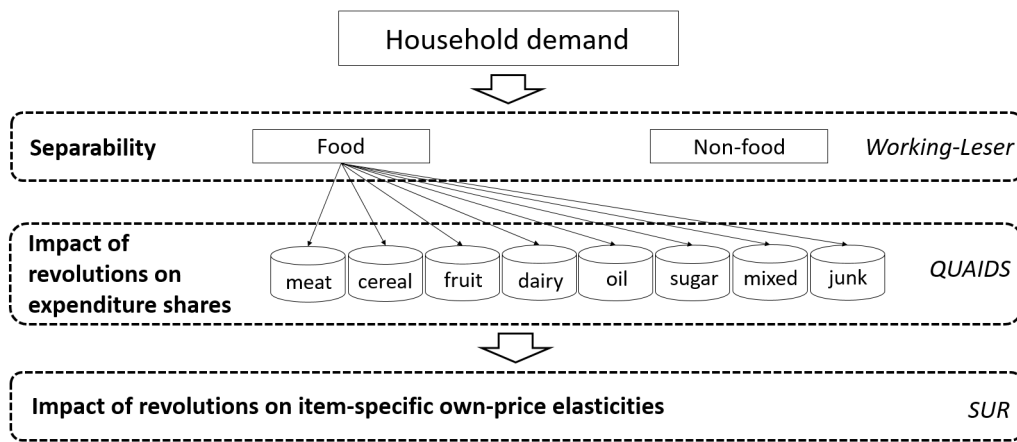 Household demand
Separability
Food
Non-food
Working-Leser
Impact of
revolutions on
expenditure shares
meat
cereal
fruit
dairy
oil
sugar
mixed
junk
QUAIDS
Impact of revolutions on item-specific own-price elasticities
SUR